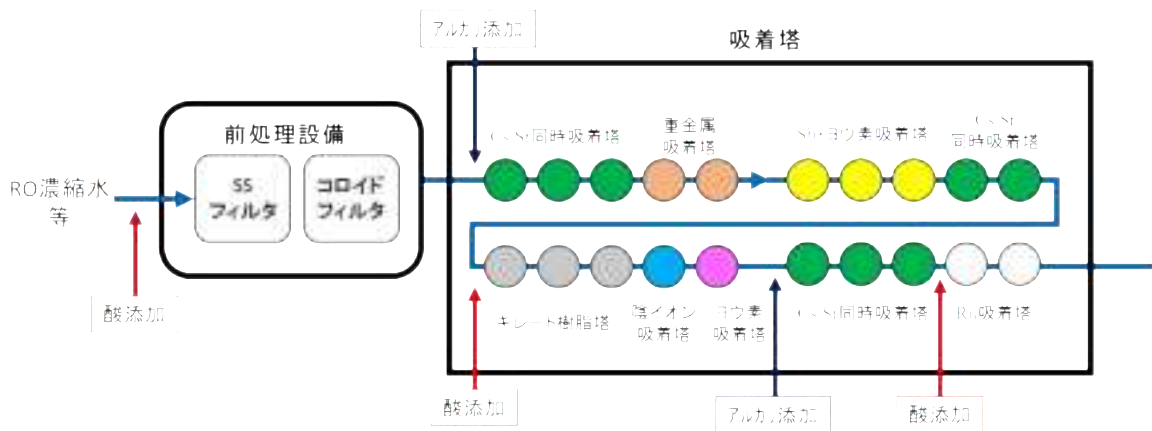 アルカリ添加
吸着塔
前処理設備
SS
フィルタ
コロイド
フィルタ
RO濃縮水
等
酸添加
Cs・Sr同時吸着塔
重金属
吸着塔
Sb・ヨウ素吸着塔
Cs・Sr
同時吸着塔
キレート樹脂塔
陰イオン
吸着塔
ヨウ素
吸着塔
Cs・Sr同時吸着塔
Ru吸着塔
酸添加
アルカリ添加
酸添加